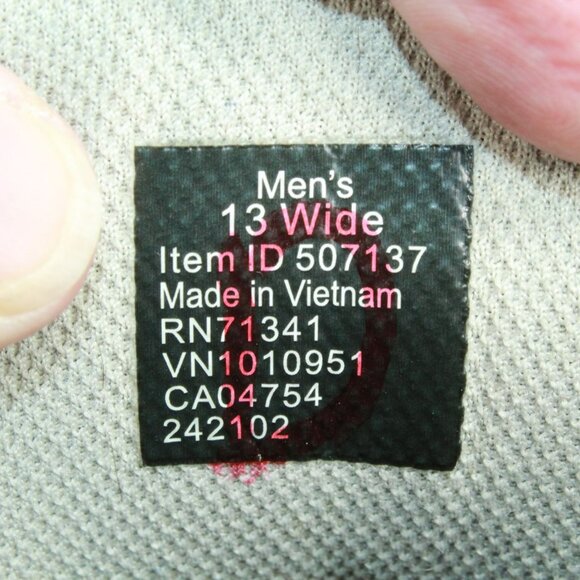 Men's
13 Wide
Item ID 507137
Made in Vietnam
RN71341
VN1010951
CA04754
242102